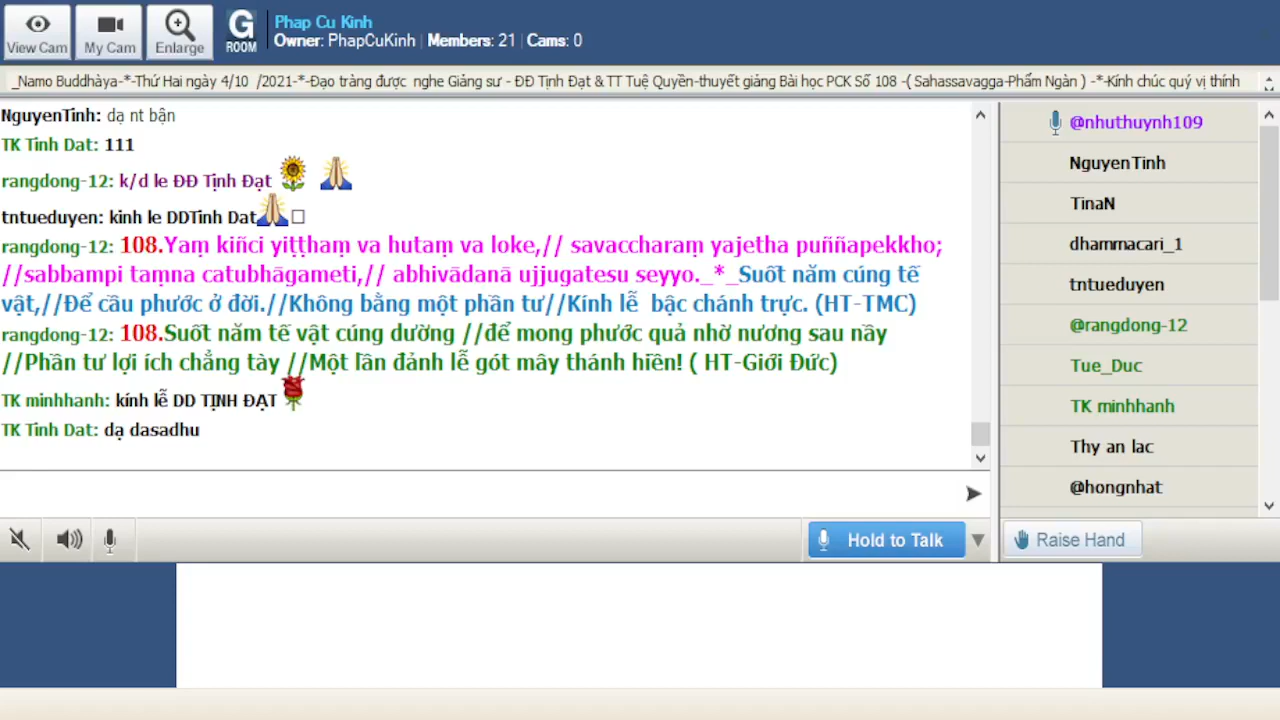 View Cam
My Cam
Enlarge
G
ROOM
Phap Cu Kinh
Owner: PhapCuKinh | Members: 21 | Cams: 0
_Namo Buddhàya-*-Thứ Hai ngày 4/10 /2021-*-Đạo tràng được nghe Giảng sư - ĐĐ Tịnh Đạt & TT Tuệ Quyền-thuyết giảng Bài học PCK Số 108 -( Sahassavagga-Phẩm Ngàn ) -*-Kính chúc quý vị thính
NguyenTinh: dạ nt bận
TK Tinh Dat: 111
rangdong-12: k/d le ĐĐ Tịnh Đạt
tntueduyen: kinh le DDTinh Dat
rangdong-12: 108.Yaṃ kiñci yiṭṭhaṃ va hutaṃ va loke,// savaccharaṃ yajetha puññapekkho;
//sabbampi taṃna catubhāgameti,// abhivādanā ujjugatesu seyyo._*_Suốt năm cúng tế
vật,//Để cầu phước ở đời.//Không bằng một phần tư//Kính lễ bậc chánh trực. (HT-TMC)
rangdong-12: 108.Suốt năm tế vật cúng dường //để mong phước quả nhờ nương sau nầy
//Phần tư lợi ích chẳng tày //Một lần đảnh lễ gót mây thánh hiền! ( HT-Giới Đức)
TK minhhanh: kính lễ DD TỊNH ĐẠT
TK Tinh Dat: dạ dasadhu
Hold to Talk
@nhuthuynh109
NguyenTinh
TinaN
dhammacari_1
tntueduyen
@rangdong-12
Tue_Duc
TK minhhanh
Thy an lac
@hongnhat
Raise Hand